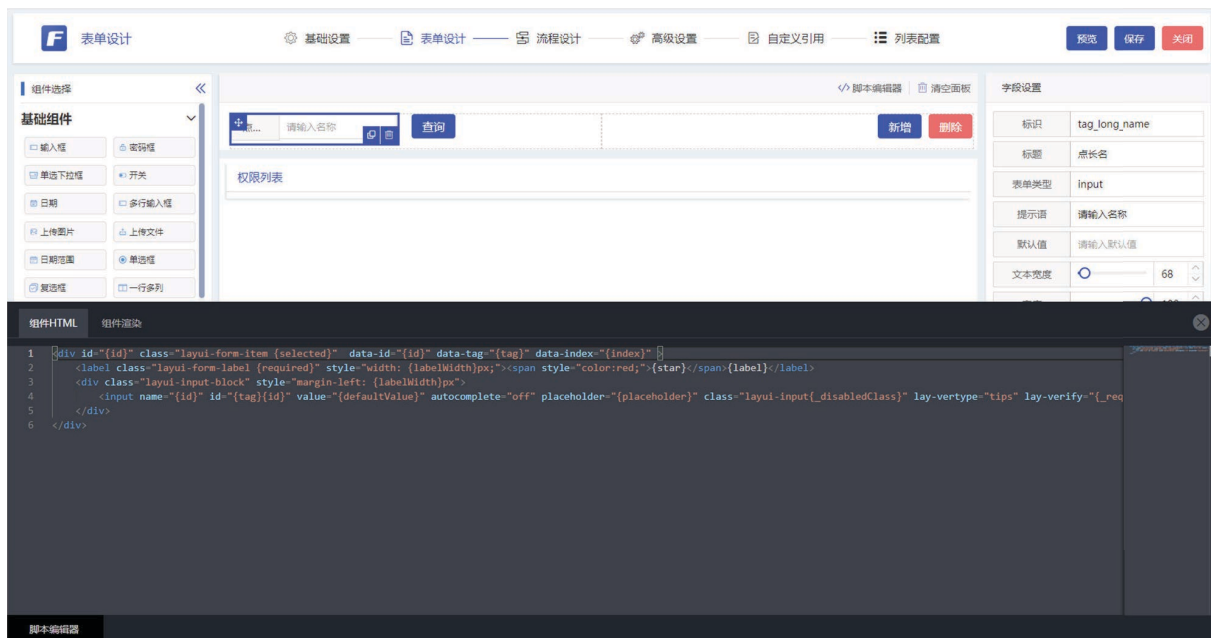 F 表单设计 基础设置 表单设计 流程设计 高级设置 自定义引用 列表配置 预览 保存 关闭
组件选择 脚本编辑器 清空面板 字段设置
基础组件
输入框 密码框
单选下拉框 开关
日期 多行输入框
上传图片 上传文件
日期范围 单选框
复选框 一行多列
请输入名称 查询 新增 删除
权限列表
标识 tag_long_name
标题 点长名
表单类型 input
提示语 请输入名称
默认值 请输入默认值
文本宽度 68
组件HTML 组件渲染
1 <div id="{id}" class="layui-form-item {selected}"  data-id="{id}" data-tag="{tag}" data-index="{index}" >
2 <label class="layui-form-label {required}" style="width: {labelWidth}px;"><span style="color:red;">{star}</span>{label}</label>
3 <div class="layui-input-block" style="margin-left: {labelWidth}px">
4 <input name="{id}" id="{tag}{id}" value="{defaultValue}" autocomplete="off" placeholder="{placeholder}" class="layui-input{_disabledClass}" lay-vertype="tips" lay-verify="{_req
5 </div>
6 </div>
脚本编辑器